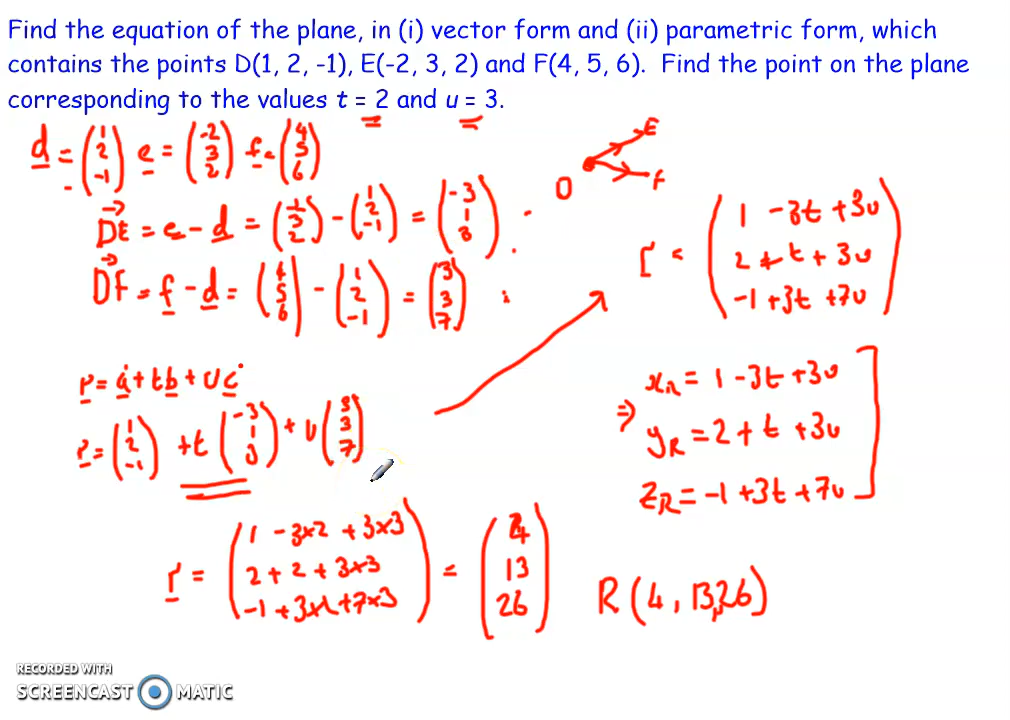 Find the equation of the plane, in (i) vector form and (ii) parametric form, which
contains the points D(1, 2, -1), E(-2, 3, 2) and F(4, 5, 6). Find the point on the plane
corresponding to the values t = 2 and u = 3.
d = (1 2 -1) e = (-2 3 2) f = (4 5 6)
E
F
D
DE = e - d = (-2 3 2) - (1 2 -1) = (-3 1 3)
DF = f - d = (4 5 6) - (1 2 -1) = (3 3 7)
r = (1 - 3t + 3u
2 + t + 3u
-1 + 3t + 7u)
r = a + tb + uc
r = (1 2 -1) + t (-3 1 3) + u (3 3 7)
⇒ xR = 1 - 3t + 3u
yR = 2 + t + 3u
zR = -1 + 3t + 7u
r = (1 - 3×2 + 3×3
2 + 2 + 3×3
-1 + 3×2 + 7×3) = (4 13 26)
R (4, 13, 26)
RECORDED WITH
SCREENCAST MATIC